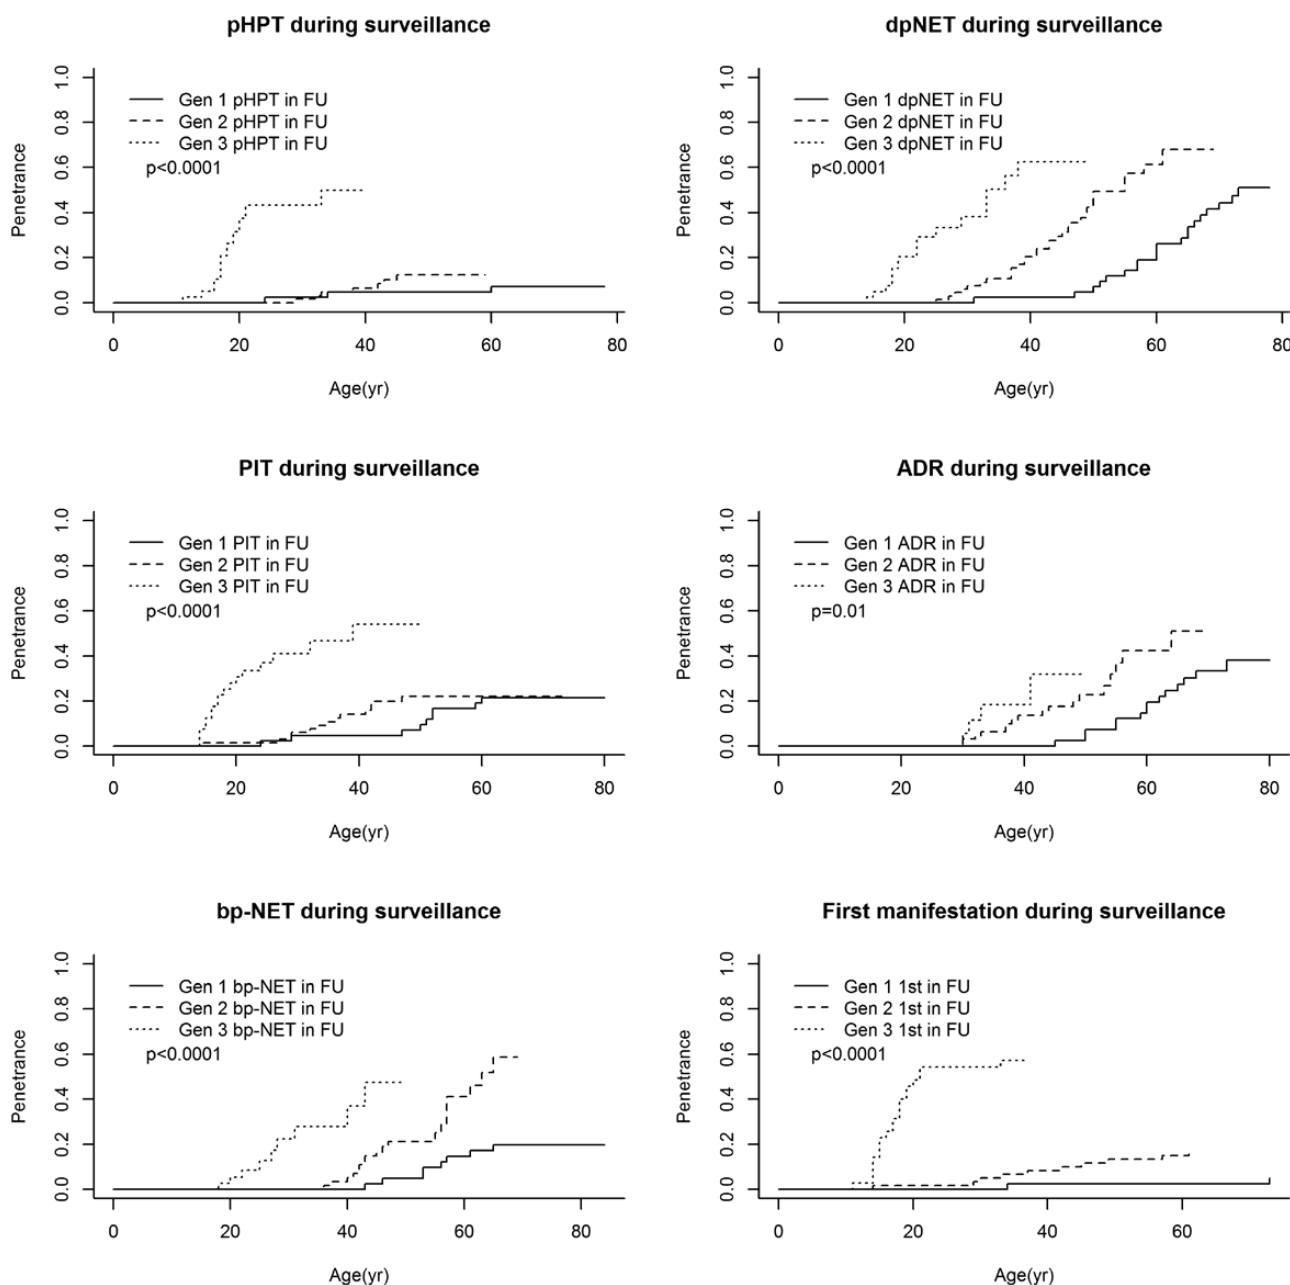 pHPT during surveillance
1.0
0.8
0.6
0.4
0.2
0.0
Penetrance
Gen 1 pHPT in FU
Gen 2 pHPT in FU
Gen 3 pHPT in FU
p<0.0001
0 20 40 60 80
Age(yr)
dpNET during surveillance
1.0
0.8
0.6
0.4
0.2
0.0
Penetrance
Gen 1 dpNET in FU
Gen 2 dpNET in FU
Gen 3 dpNET in FU
p<0.0001
0 20 40 60 80
Age(yr)
PIT during surveillance
1.0
0.8
0.6
0.4
0.2
0.0
Penetrance
Gen 1 PIT in FU
Gen 2 PIT in FU
Gen 3 PIT in FU
p<0.0001
0 20 40 60 80
Age(yr)
ADR during surveillance
1.0
0.8
0.6
0.4
0.2
0.0
Penetrance
Gen 1 ADR in FU
Gen 2 ADR in FU
Gen 3 ADR in FU
p=0.01
0 20 40 60 80
Age(yr)
bp-NET during surveillance
1.0
0.8
0.6
0.4
0.2
0.0
Penetrance
Gen 1 bp-NET in FU
Gen 2 bp-NET in FU
Gen 3 bp-NET in FU
p<0.0001
0 20 40 60 80
Age(yr)
First manifestation during surveillance
1.0
0.8
0.6
0.4
0.2
0.0
Penetrance
Gen 1 1st in FU
Gen 2 1st in FU
Gen 3 1st in FU
p<0.0001
0 20 40 60
Age(yr)